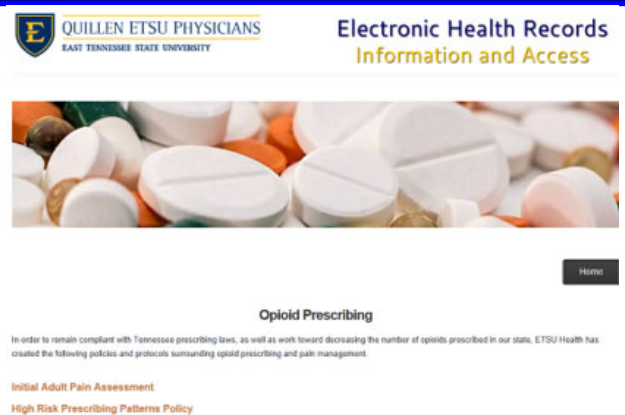 E
QUILLEN ETSU PHYSICIANS
EAST TENNESSEE STATE UNIVERSITY
Electronic Health Records
Information and Access
Home
Opioid Prescribing
In order to remain compliant with Tennessee prescribing laws, as well as work toward decreasing the number of opioids prescribed in our state, ETSU Health has
created the following policies and protocols surrounding opioid prescribing and pain management.
Initial Adult Pain Assessment
High Risk Prescribing Patterns Policy